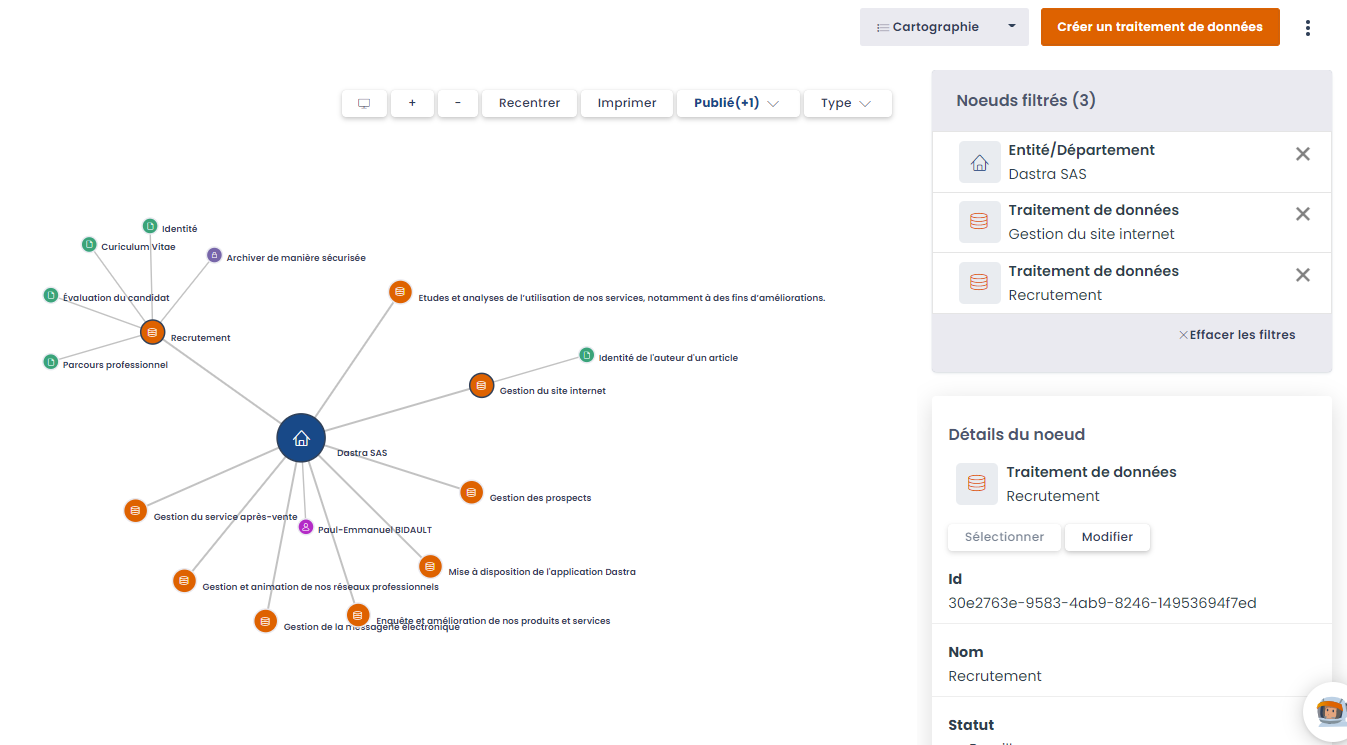 Cartographie
Créer un traitement de données
+
-
Recentrer
Imprimer
Publié(+1)
Type
Noeuds filtrés (3)
Entité/Département
Dastra SAS
Traitement de données
Gestion du site internet
Traitement de données
Recrutement
Effacer les filtres
Identité
Curiculum Vitae
Archiver de manière sécurisée
Évaluation du candidat
Etudes et analyses de l'utilisation de nos services, notamment à des fins d'améliorations.
Recrutement
Parcours professionnel
Identité de l'auteur d'un article
Gestion du site internet
Dastra SAS
Gestion des prospects
Gestion du service après-vente
Paul-Emmanuel BIDAULT
Mise à disposition de l'application Dastra
Gestion et animation de nos réseaux professionnels
Enquête et amélioration de nos produits et services
Gestion de la messagerie électronique
Détails du noeud
Traitement de données
Recrutement
Sélectionner
Modifier
Id
30e2763e-9583-4ab9-8246-14953694f7ed
Nom
Recrutement
Statut